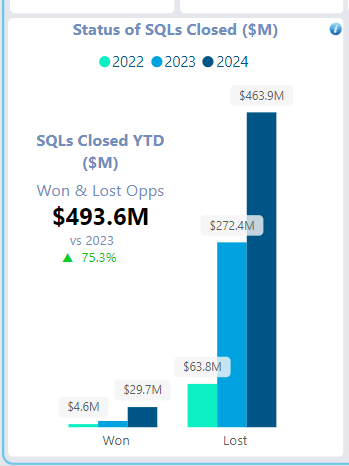 Status of SQLs Closed ($M)
i
2022 2023 2024
$463.9M
SQLs Closed YTD
($M)
Won & Lost Opps
$493.6M
vs 2023
75.3%
$272.4M
$63.8M
$29.7M
$4.6M
Won Lost